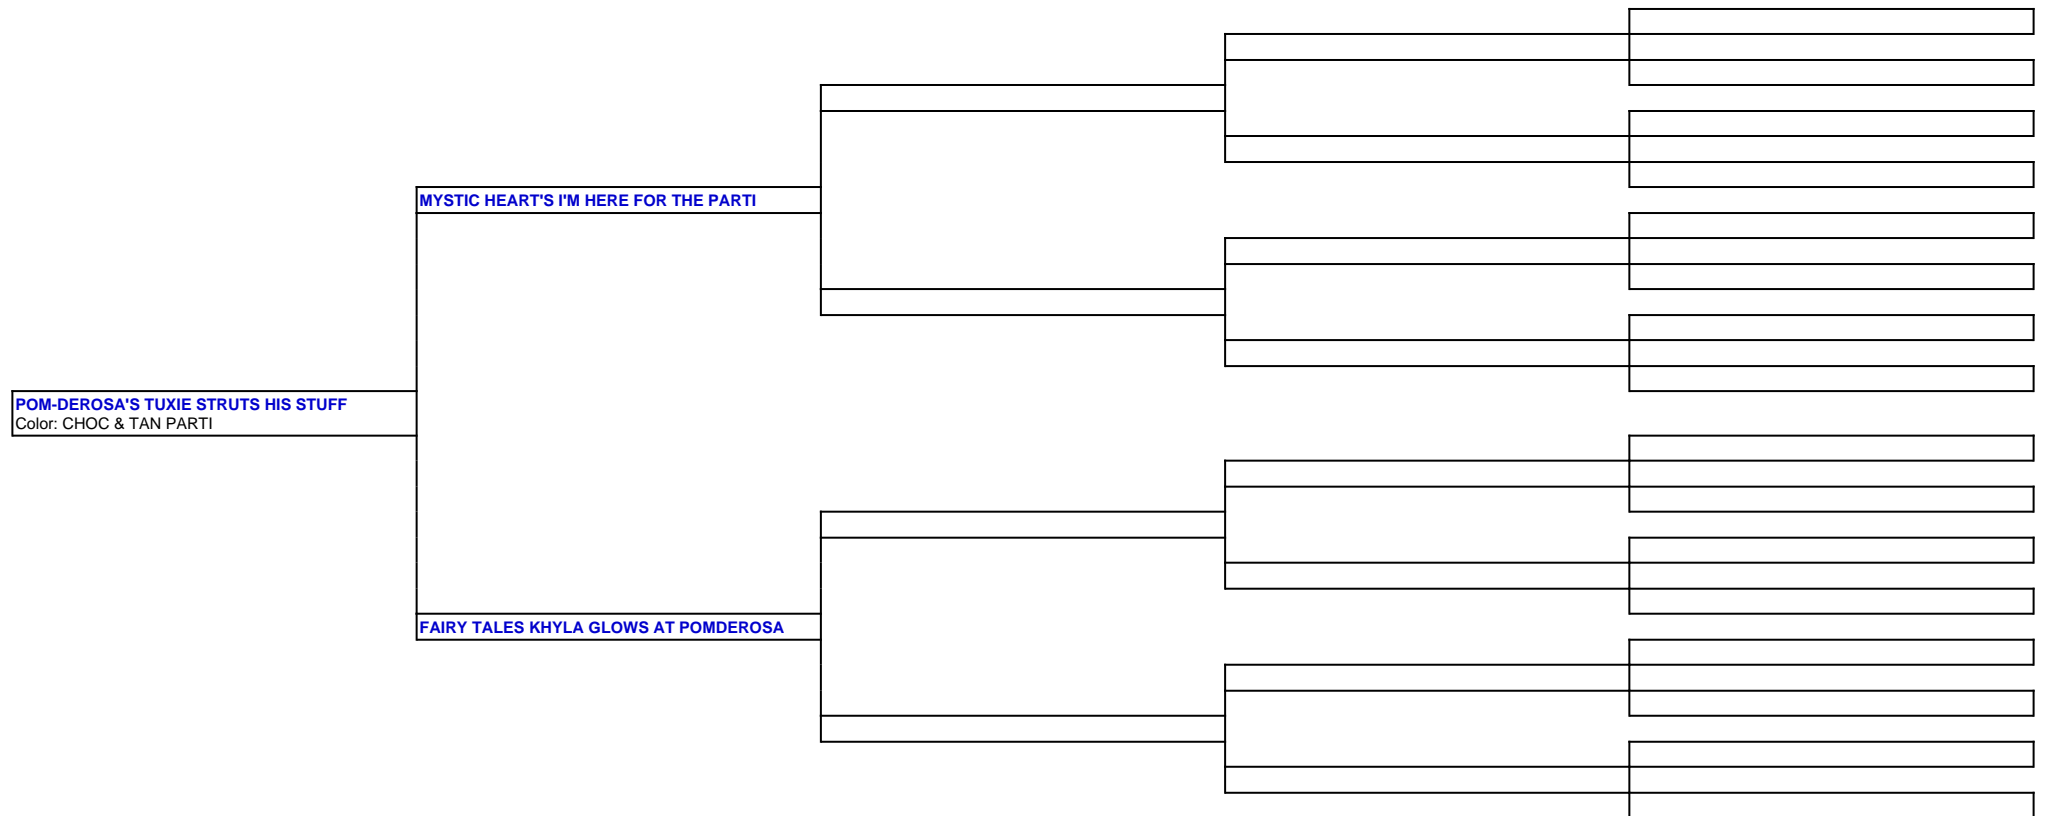 MYSTIC HEART'S I'M HERE FOR THE PARTI
POM-DEROSA'S TUXIE STRUTS HIS STUFF
Color: CHOC & TAN PARTI
FAIRY TALES KHYLA GLOWS AT POMDEROSA